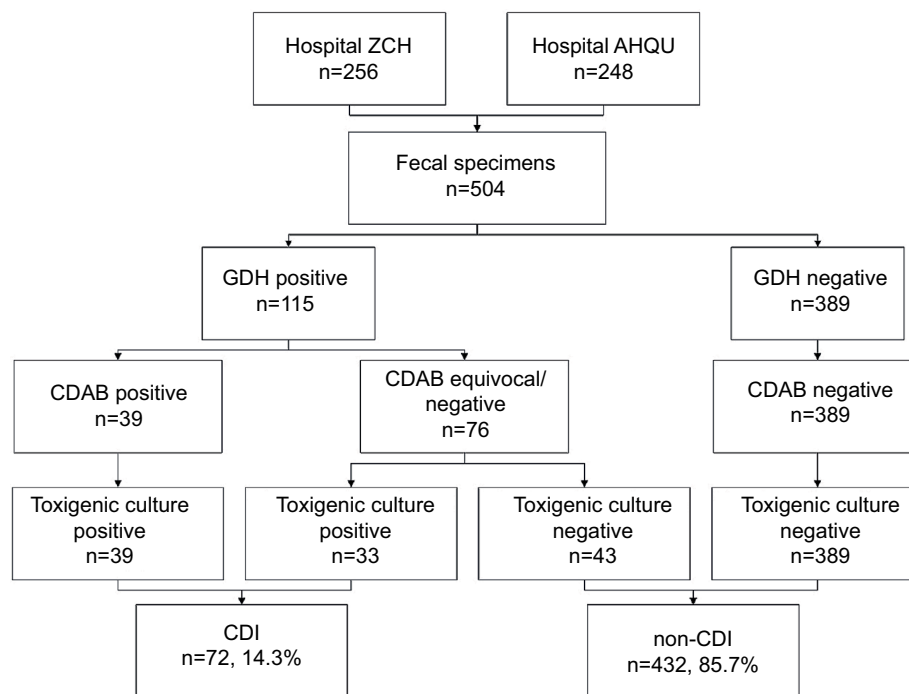 Hospital ZCH
n=256
Hospital AHQU
n=248
Fecal specimens
n=504
GDH positive
n=115
GDH negative
n=389
CDAB positive
n=39
CDAB equivocal/
negative
n=76
CDAB negative
n=389
Toxigenic culture
positive
n=39
Toxigenic culture
positive
n=33
Toxigenic culture
negative
n=43
Toxigenic culture
negative
n=389
CDI
n=72, 14.3%
non-CDI
n=432, 85.7%